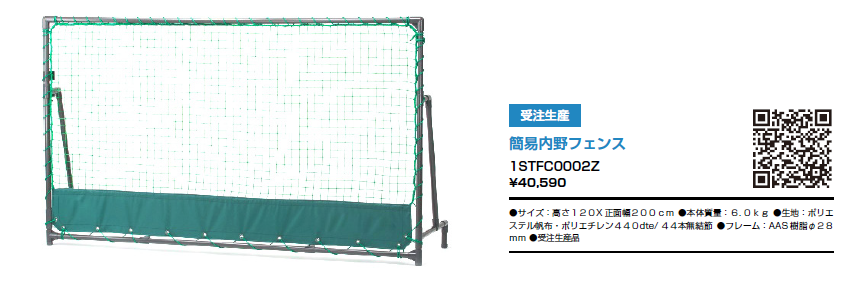 受注生産
簡易内野フェンス
1STFC0002Z
¥40,590
●サイズ：高さ120X正面幅200cm ●本体質量：6.0kg ●生地：ポリエ
ステル帆布・ポリエチレン440dte/ 44本無結節 ●フレーム：AAS樹脂φ28
mm ●受注生産品